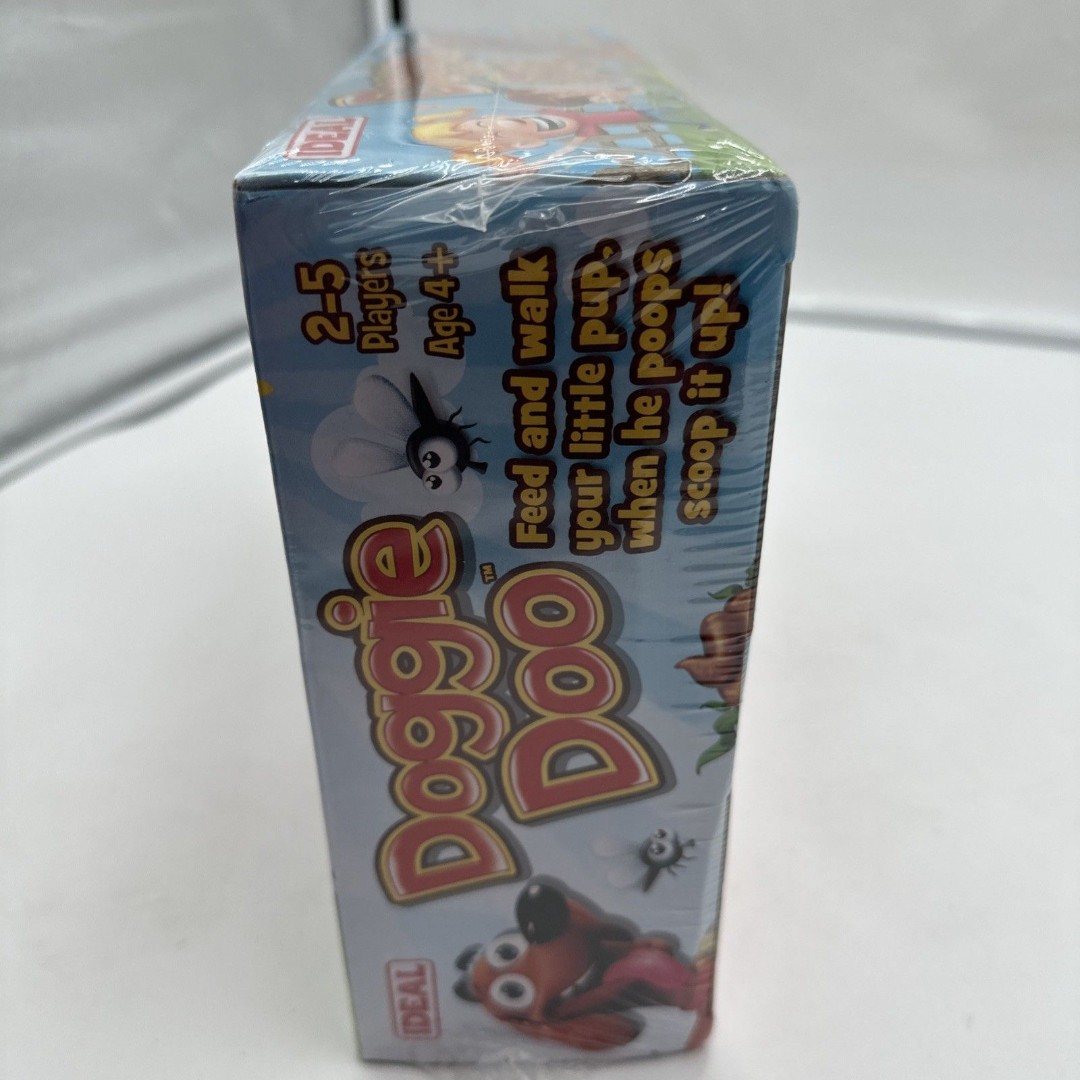 IDEAL
2-5
Players
Age 4+
Feed and walk
your little pup,
when he poops
scoop it up!
Doggie
Doo™
IDEAL